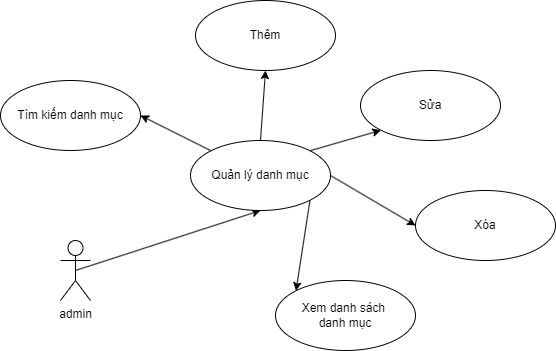 Thêm
Tìm kiếm danh mục
Sửa
Quản lý danh mục
Xóa
admin
Xem danh sách
danh mục